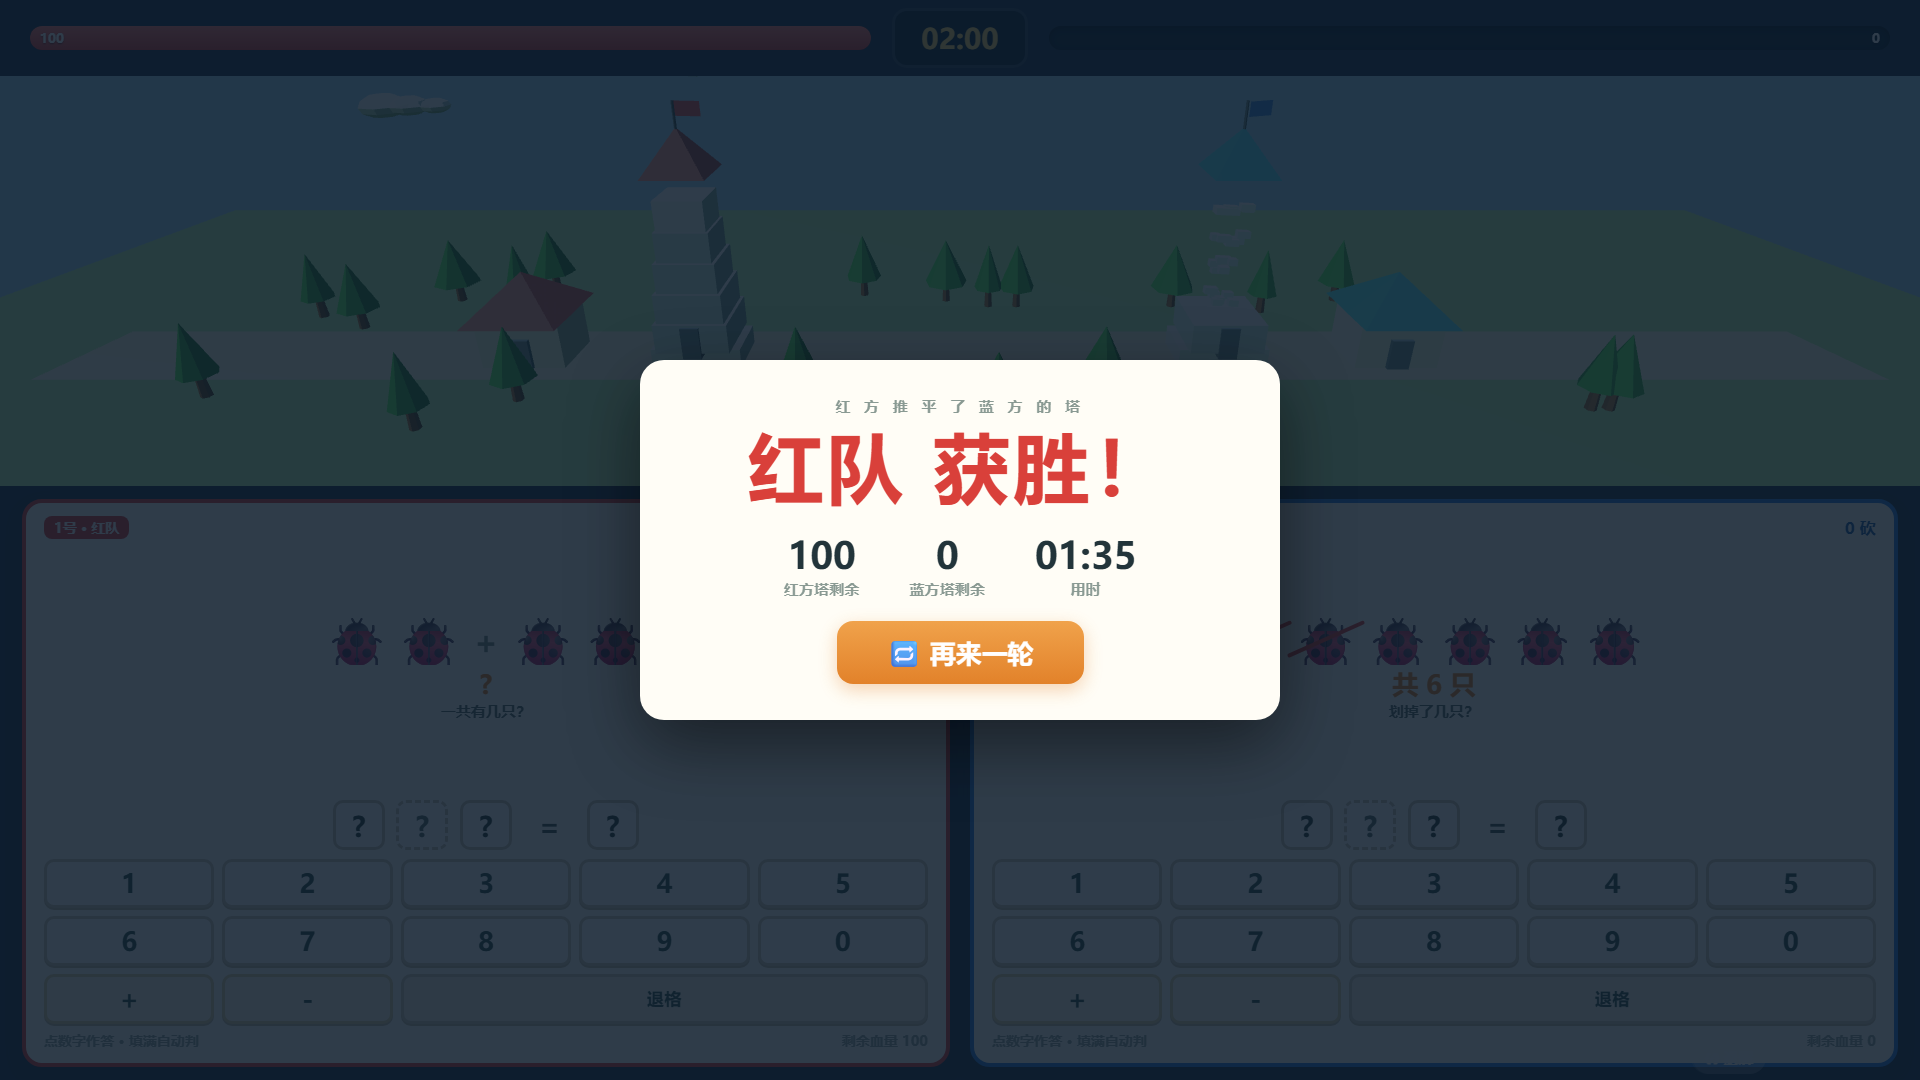 100
02:00
0
红方推平了蓝方的塔
红队 获胜！
100
0
01:35
红方塔剩余
蓝方塔剩余
用时
🔁 再来一轮
1号 • 红队
+
?
一共有几只?
? ? ? = ?
1 2 3 4 5
6 7 8 9 0
+ - 退格
点数字作答 • 填满自动判
剩余血量 100
0 砍
共 6 只
划掉了几只?
? ? ? = ?
1 2 3 4 5
6 7 8 9 0
+ - 退格
点数字作答 • 填满自动判
剩余血量 0